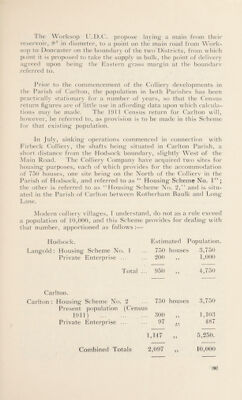 The Worksop U.D.C. propose laying a main from their
reservoir, 9" in diameter, to a point on the main road from Work-
sop to Doncaster on the boundary of the two Districts, from which
point it is proposed to take the supply in bulk, the point of delivery
agreed upon being the Eastern grass margin at the boundary
referred to.
Prior to the commencement of the Colliery developments in
the Parish of Carlton, the population in both Parishes has been
practically stationary for a number of years, so that the Census
return figures are of little use in affording data upon which calcula-
tions may be made. The 1911 Census return for Carlton will,
however, be referred to, as provision is to be made in this Scheme
for that existing population.
In July, sinking operations commenced in connection with
Firbeck Colliery, the shafts being situated in Carlton Parish, a
short distance from the Hodsock boundary, slightly West of the
Main Road. The Colliery Company have acquired two sites for
housing purposes, each of which provides for the accommodation
of 750 houses, one site being on the North of the Colliery in the
Parish of Hodsock, and referred to as " Housing Scheme No. 1";
the other is referred to as "Housing Scheme No. 2," and is situ-
ated in the Parish of Carlton between Rotherham Baulk and Long
Lane.
Modern colliery villages, I understand, do not as a rule exceed
a population of 10,000, and this Scheme provides for dealing with
that number, apportioned as follows :—
Hodsock. Estimated Population.
Langold: Housing Scheme No. 1 ... 750 houses 3,750
Private Enterprise ... ... 200 ,, 1,000
Total ... 950 ,, 4,750
Carlton.
Carlton: Housing Scheme No. 2 ... 750 houses 3,750
Present population (Census
1911) ... ... ... 300 ,, 1,103
Private Enterprise ... ... 97 ,, 487
1,147 ,, 5,250.
Combined Totals 2,097 ,, 10,000